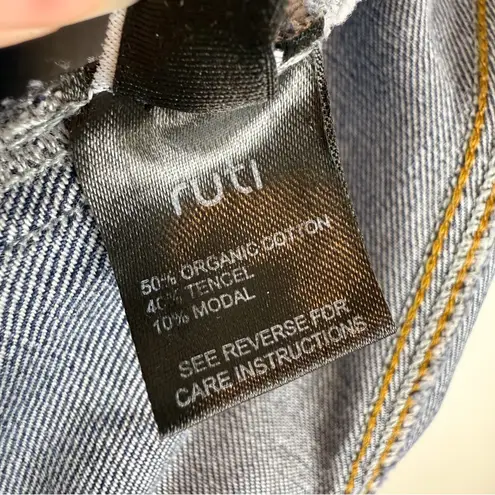 ruti
50% ORGANIC COTTON
40% TENCEL
10% MODAL
SEE REVERSE FOR
CARE INSTRUCTIONS